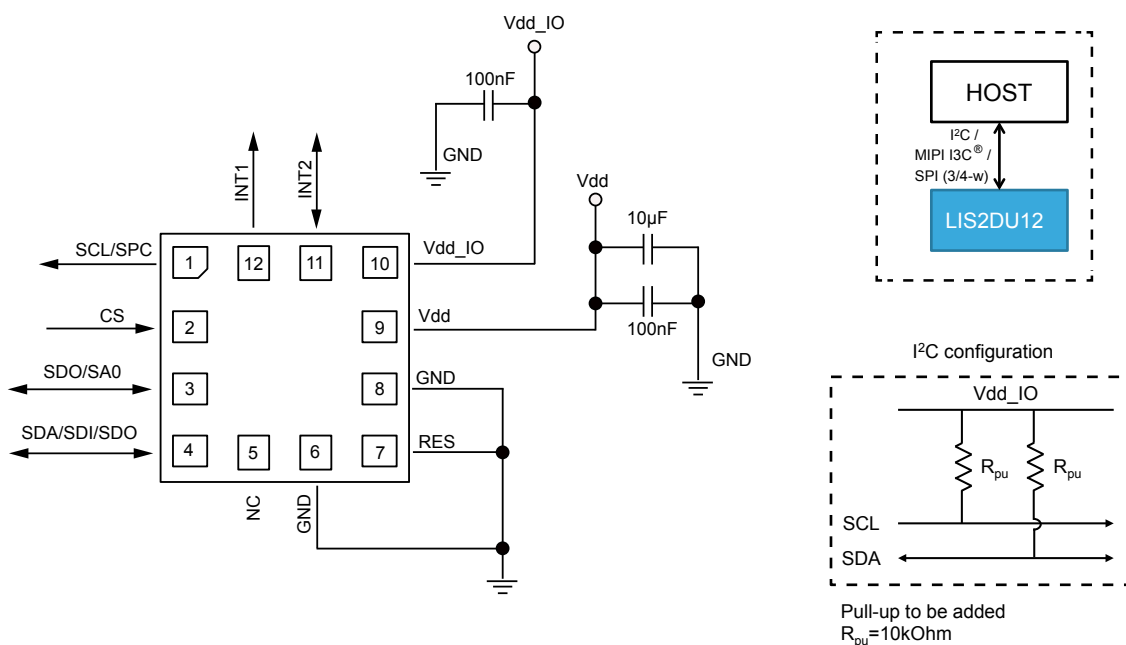 Vdd_IO
100nF
GND
INT1
INT2
Vdd
10µF
100nF
GND
SCL/SPC
CS
SDO/SA0
SDA/SDI/SDO
1
12
11
10
Vdd_IO
2
9
Vdd
3
8
GND
4
5
6
7
RES
NC
GND
HOST
I²C /
MIPI I3C® /
SPI (3/4-w)
LIS2DU12
I²C configuration
Vdd_IO
Rpu
Rpu
SCL
SDA
Pull-up to be added
Rpu=10kOhm